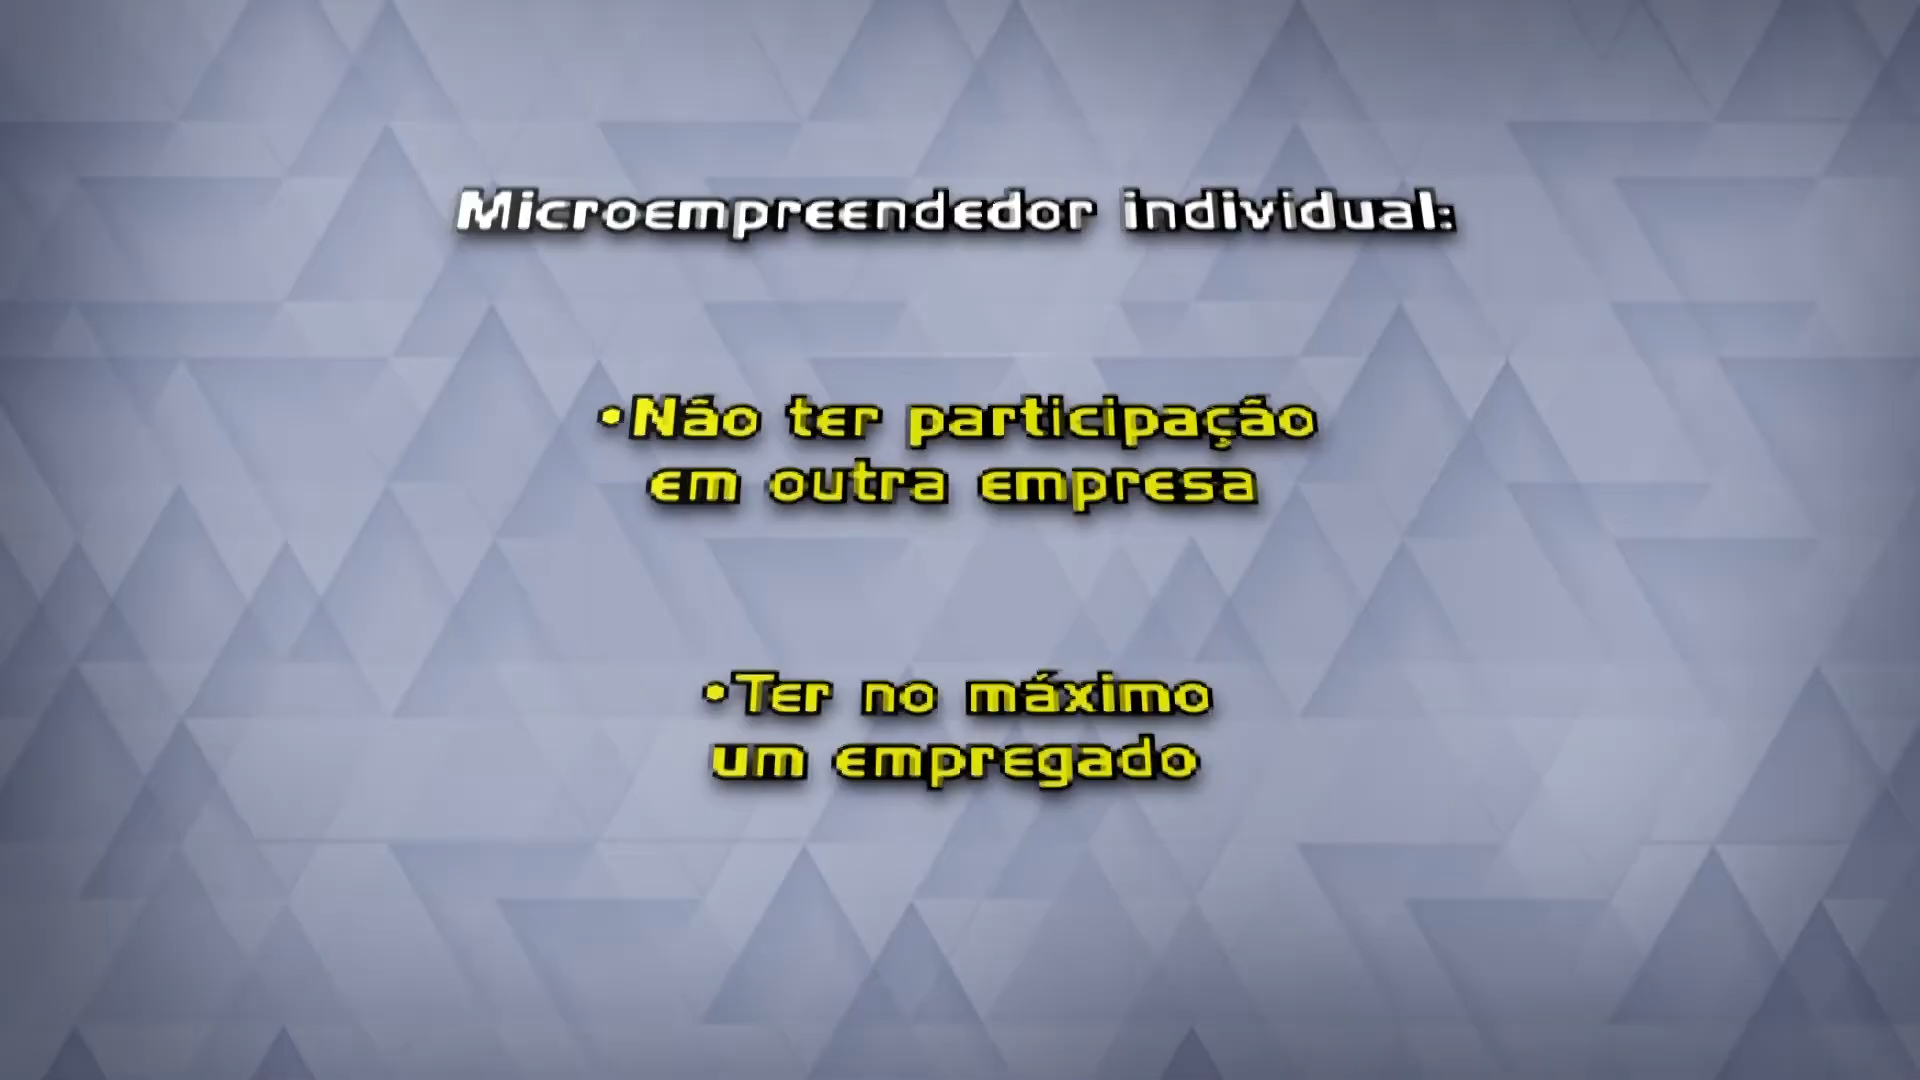 Microempreendedor individual:
•Não ter participação
em outra empresa
•Ter no máximo
um empregado